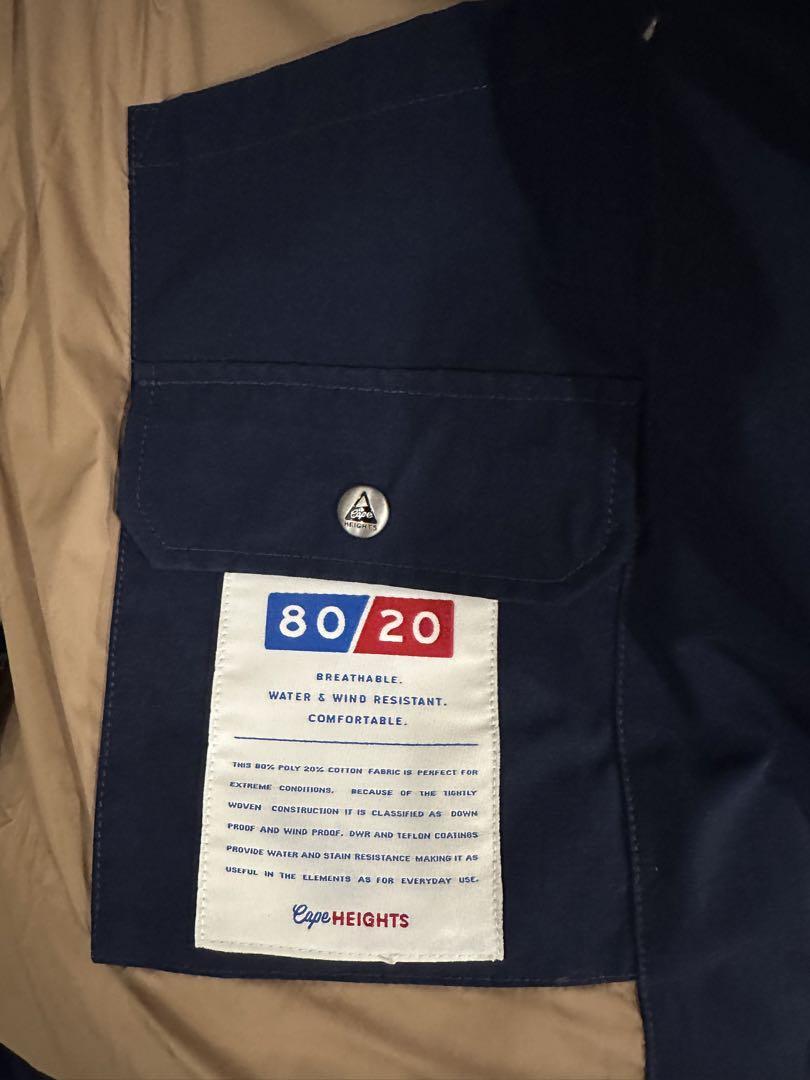 Cape
HEIGHTS
80/20
BREATHABLE.
WATER & WIND RESISTANT.
COMFORTABLE.
THIS 80% POLY 20% COTTON FABRIC IS PERFECT FOR
EXTREME CONDITIONS. BECAUSE OF THE TIGHTLY
WOVEN CONSTRUCTION IT IS CLASSIFIED AS DOWN
PROOF AND WIND PROOF. DWR AND TEFLON COATINGS
PROVIDE WATER AND STAIN RESISTANCE MAKING IT AS
USEFUL IN THE ELEMENTS AS FOR EVERYDAY USE.
Cape HEIGHTS